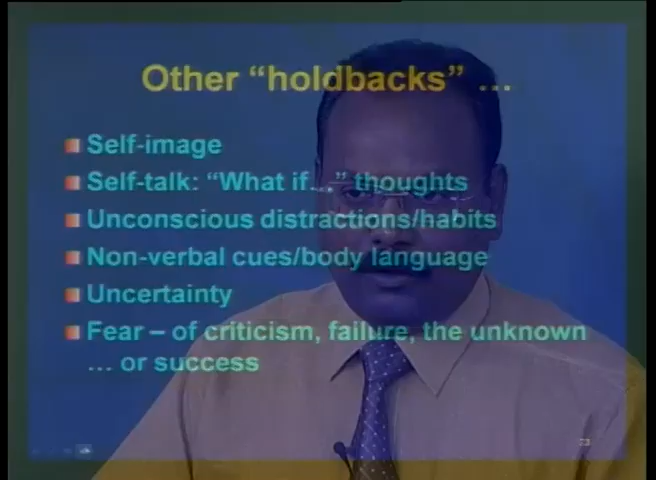 Other “holdbacks” …
Self-image
Self-talk: “What if…” thoughts
Unconscious distractions/habits
Non-verbal cues/body language
Uncertainty
Fear – of criticism, failure, the unknown
… or success